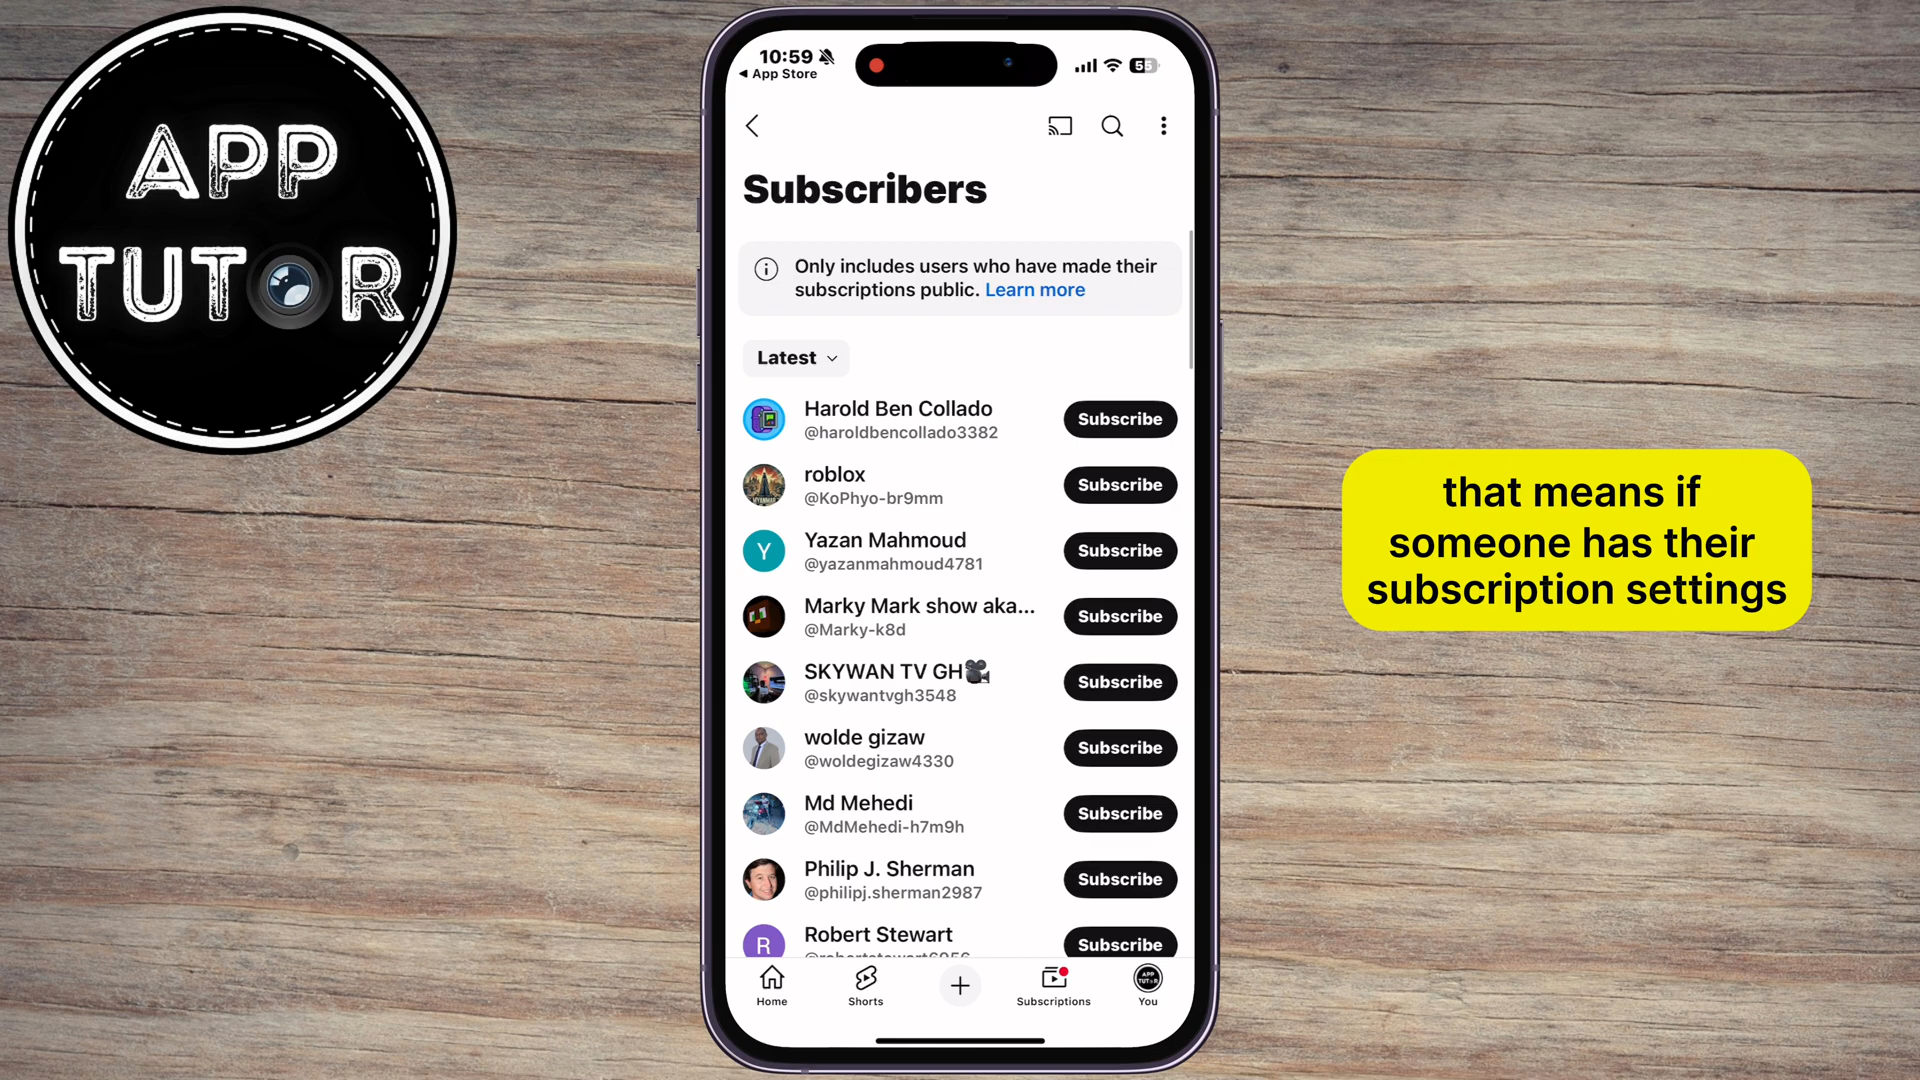 APP
TUTOR
10:59
App Store
55
Subscribers
Only includes users who have made their
subscriptions public. Learn more
Latest
Harold Ben Collado
@haroldbencollado3382
Subscribe
roblox
@KoPhyo-br9mm
Subscribe
Y
Yazan Mahmoud
@yazanmahmoud4781
Subscribe
Marky Mark show aka...
@Marky-k8d
Subscribe
SKYWAN TV GH🎥
@skywantvgh3548
Subscribe
wolde gizaw
@woldegizaw4330
Subscribe
Md Mehedi
@MdMehedi-h7m9h
Subscribe
Philip J. Sherman
@philipj.sherman2987
Subscribe
R
Robert Stewart
Subscribe
Home
Shorts
Subscriptions
APP
TUTOR
You
that means if
someone has their
subscription settings